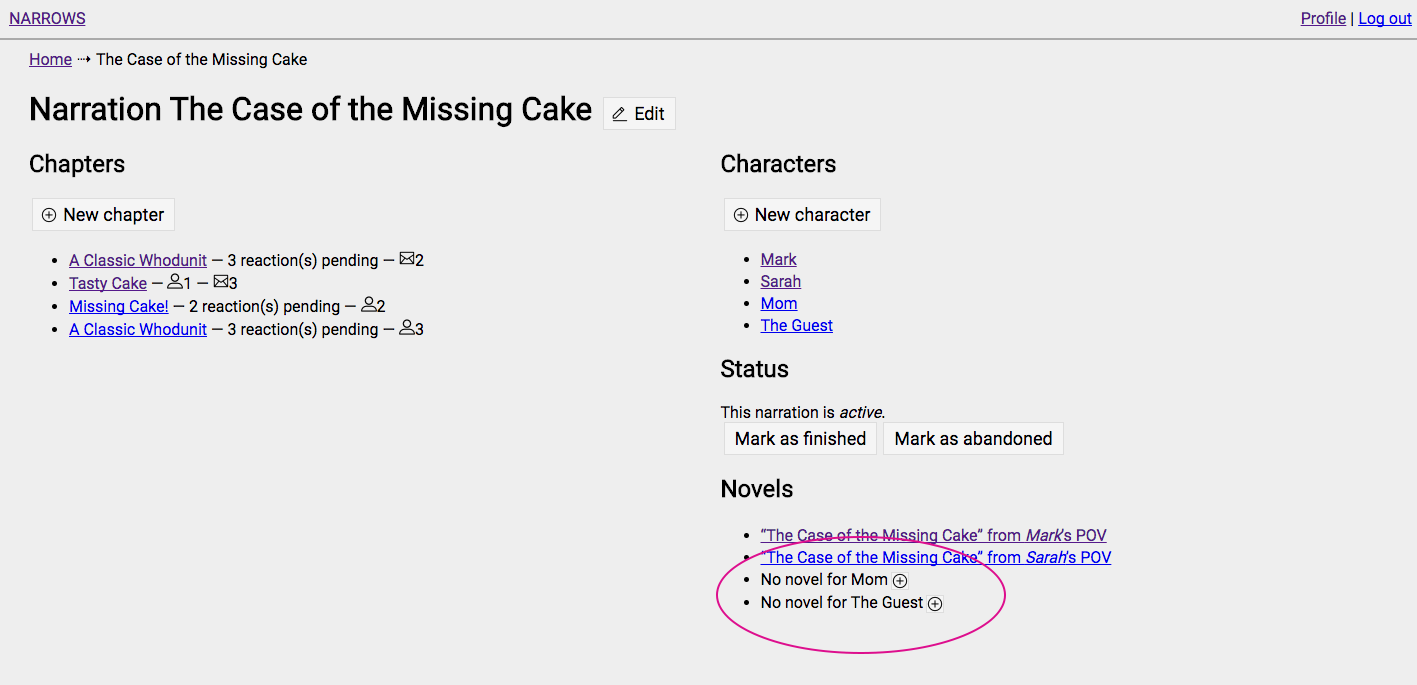 NARROWS
Profile | Log out
Home ⇢ The Case of the Missing Cake
Narration The Case of the Missing Cake Edit
Chapters
New chapter
A Classic Whodunit — 3 reaction(s) pending — 2
Tasty Cake — 1 — 3
Missing Cake! — 2 reaction(s) pending — 2
A Classic Whodunit — 3 reaction(s) pending — 3
Characters
New character
Mark
Sarah
Mom
The Guest
Status
This narration is active.
Mark as finished Mark as abandoned
Novels
“The Case of the Missing Cake” from Mark's POV
“The Case of the Missing Cake” from Sarah's POV
No novel for Mom
No novel for The Guest